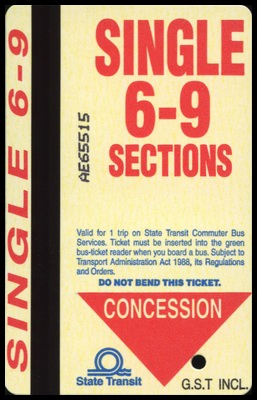 SINGLE 6-9
SINGLE
6-9
SECTIONS
AE65515
Valid for 1 trip on State Transit Commuter Bus
Services. Ticket must be inserted into the green
bus-ticket reader when you board a bus. Subject to
Transport Administration Act 1988, its Regulations
and Orders.
DO NOT BEND THIS TICKET.
CONCESSION
State Transit
G.S.T INCL.